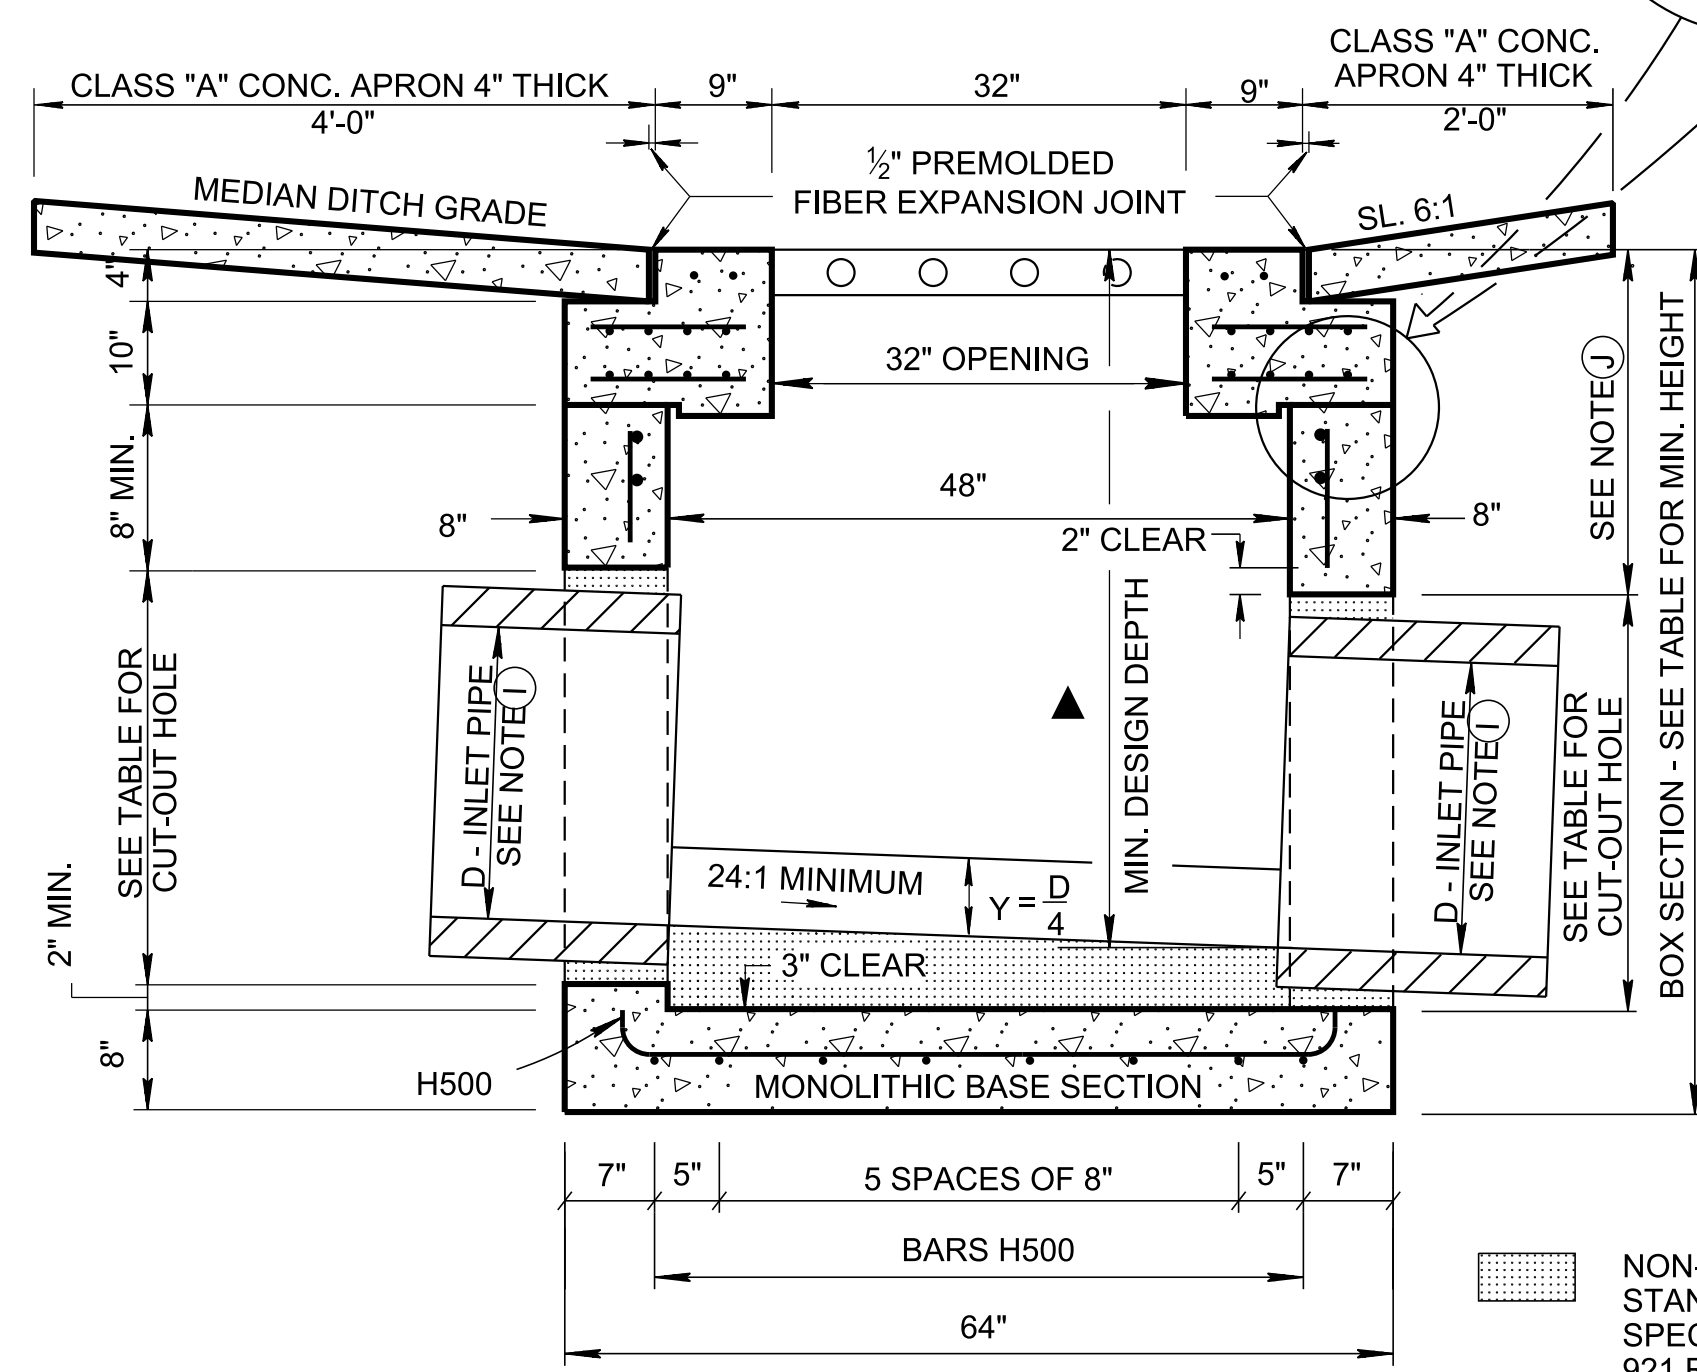 CLASS "A" CONC. APRON 4" THICK
4'-0"
9"
32"
9"
CLASS "A" CONC.
APRON 4" THICK
2'-0"
½" PREMOLDED
FIBER EXPANSION JOINT
MEDIAN DITCH GRADE
SL. 6:1
4"
10"
8" MIN.
32" OPENING
SEE NOTE J
BOX SECTION - SEE TABLE FOR MIN. HEIGHT
8"
48"
8"
2" CLEAR
MIN. DESIGN DEPTH
SEE TABLE FOR
CUT-OUT HOLE
D - INLET PIPE
SEE NOTE I
D - INLET PIPE
SEE NOTE I
SEE TABLE FOR
CUT-OUT HOLE
24:1 MINIMUM
Y = D/4
2" MIN.
3" CLEAR
8"
H500
MONOLITHIC BASE SECTION
7"
5"
5 SPACES OF 8"
5"
7"
BARS H500
64"
NON-
STAN
SPEC
921